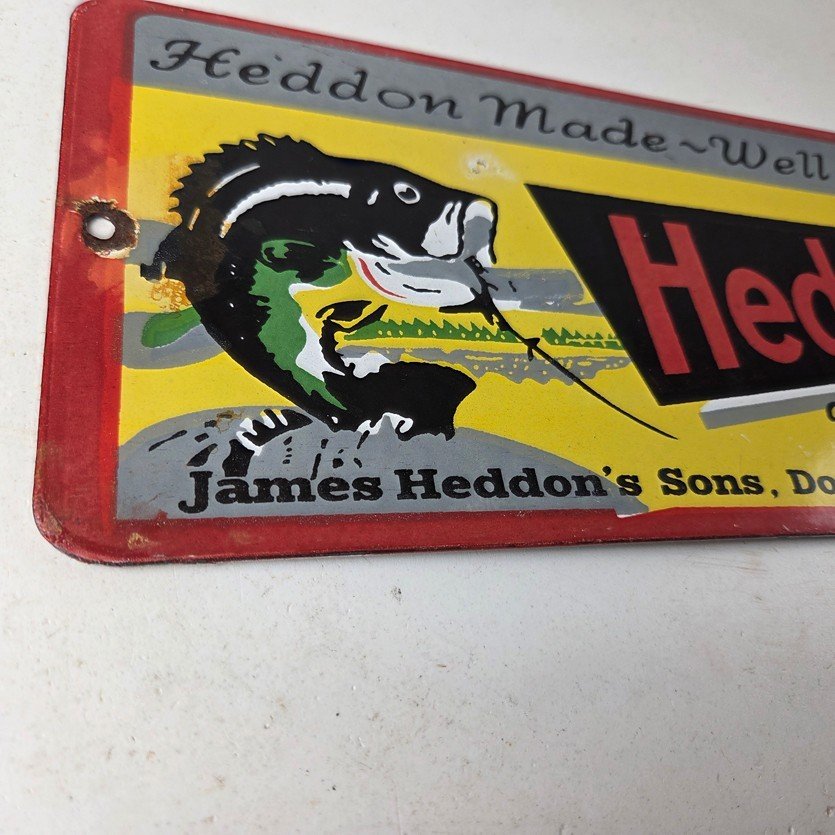 Heddon Made ~ Well
Hed
James Heddon's Sons, Do